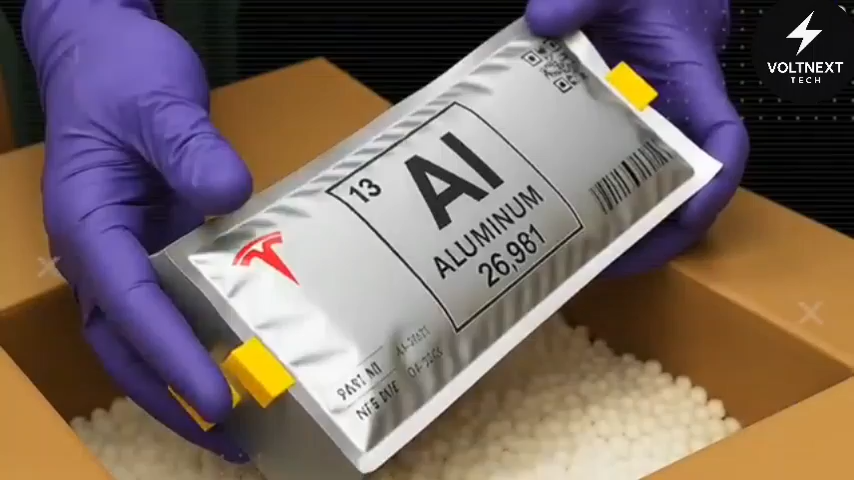 VOLTNEXT
TECH
13
Al
ALUMINUM
26,981